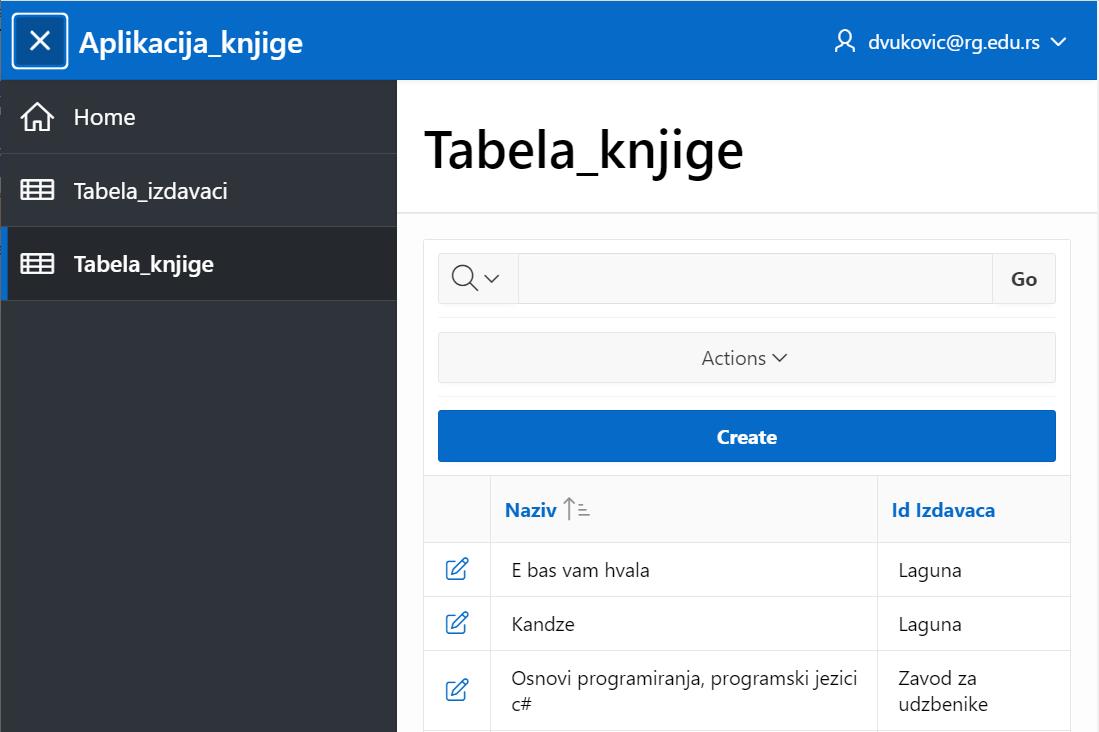 Aplikacija_knjige
dvukovic@rg.edu.rs
Home
Tabela_izdavaci
Tabela_knjige
Tabela_knjige
Go
Actions
Create
Naziv
Id Izdavaca
E bas vam hvala
Laguna
Kandze
Laguna
Osnovi programiranja, programski jezici
c#
Zavod za
udzbenike